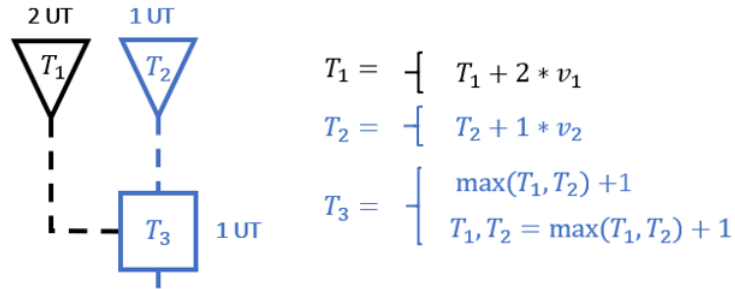 2 UT 1 UT
T₁ T₂
T₁ = { T₁ + 2 * v₁
T₂ = { T₂ + 1 * v₂
T₃ 1 UT
T₃ = { max(T₁, T₂) +1
T₁, T₂ = max(T₁, T₂) + 1